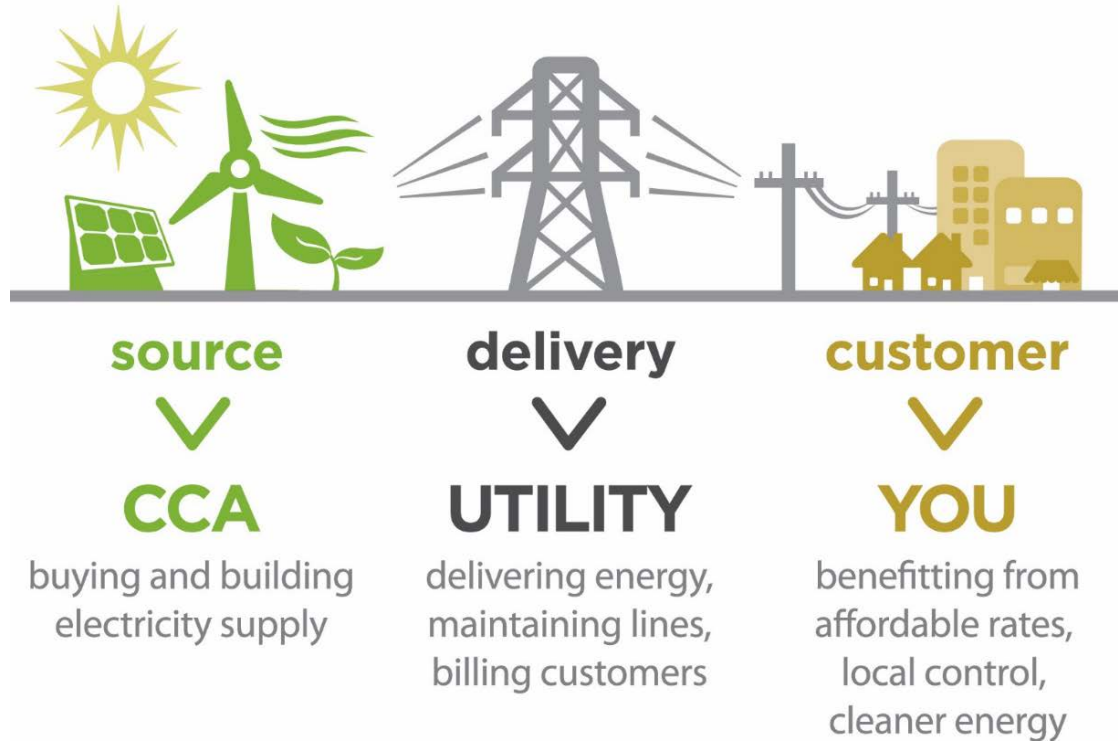 source
CCA
buying and building
electricity supply
delivery
UTILITY
delivering energy,
maintaining lines,
billing customers
customer
YOU
benefitting from
affordable rates,
local control,
cleaner energy